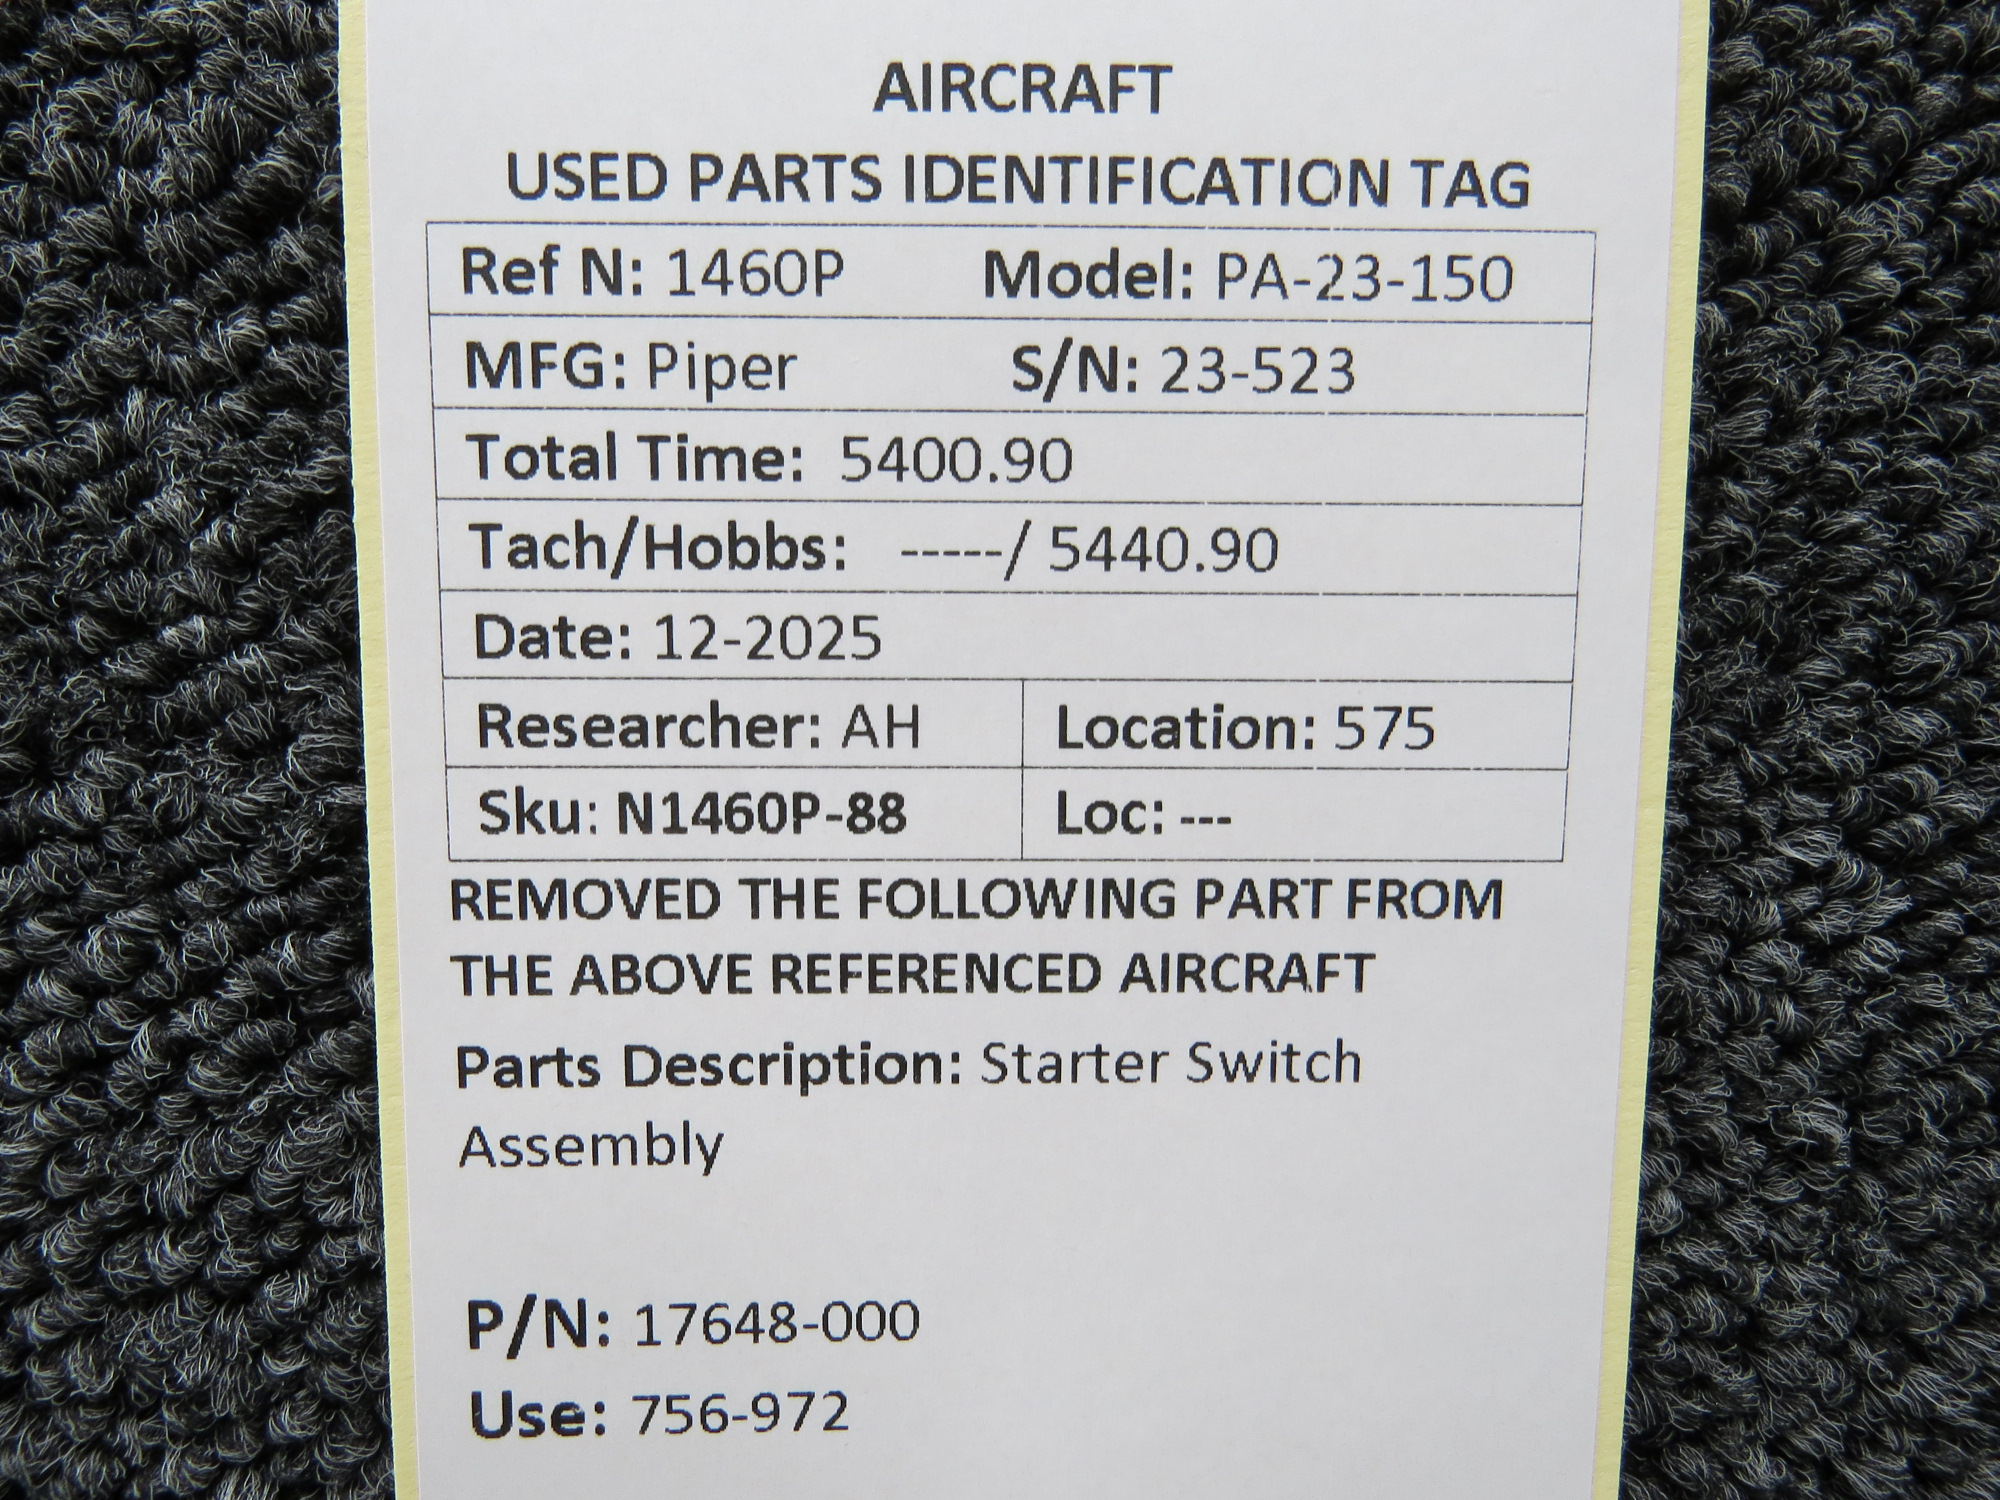 AIRCRAFT
USED PARTS IDENTIFICATION TAG
Ref N: 1460P Model: PA-23-150
MFG: Piper S/N: 23-523
Total Time: 5400.90
Tach/Hobbs: -----/ 5440.90
Date: 12-2025
Researcher: AH Location: 575
Sku: N1460P-88 Loc: ---
REMOVED THE FOLLOWING PART FROM
THE ABOVE REFERENCED AIRCRAFT
Parts Description: Starter Switch
Assembly
P/N: 17648-000
Use: 756-972